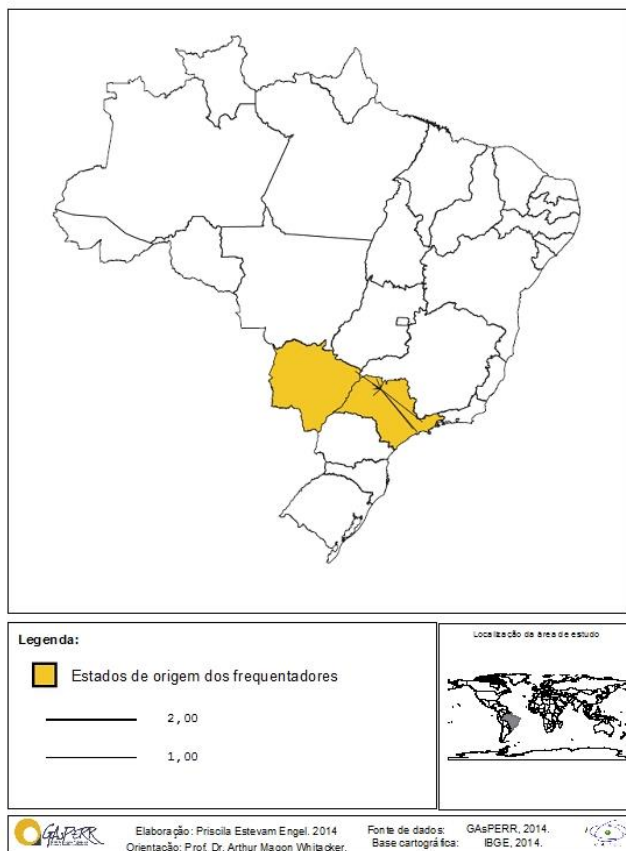 Legenda:
Localização da área de estudo
Estados de origem dos frequentadores
2,00
1,00
GAsPERR
Elaboração: Priscila Estevam Engel. 2014
Orientação: Prof. Dr. Arthur Magon Whitacker.
Fonte de dados: GAsPERR, 2014.
Base cartográfica: IBGE, 2014.